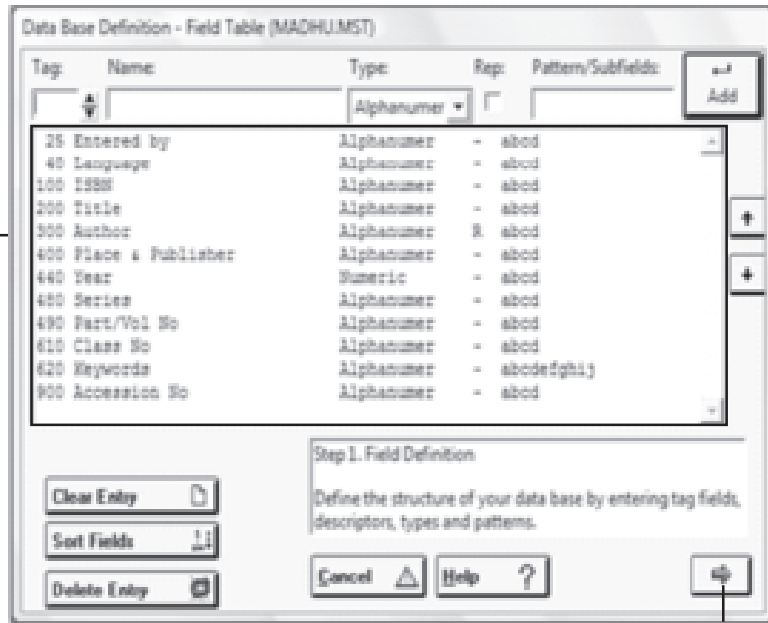 Data Base Definition - Field Table (MADHU.MST)
Tag: Name: Type: Rep: Pattern/Subfields:
Alphanumer
Add
25 Entered by Alphanumer - abcd
40 Language Alphanumer - abcd
100 ISBN Alphanumer - abcd
200 Title Alphanumer - abcd
300 Author Alphanumer R abcd
400 Place & Publisher Alphanumer - abcd
440 Year Numeric - abcd
480 Series Alphanumer - abcd
490 Part/Vol No Alphanumer - abcd
610 Class No Alphanumer - abcd
620 Keywords Alphanumer - abcdefghij
900 Accession No Alphanumer - abcd
Step 1. Field Definition
Define the structure of your data base by entering tag fields,
descriptors, types and patterns.
Clear Entry
Sort Fields
Delete Entry
Cancel Help ?